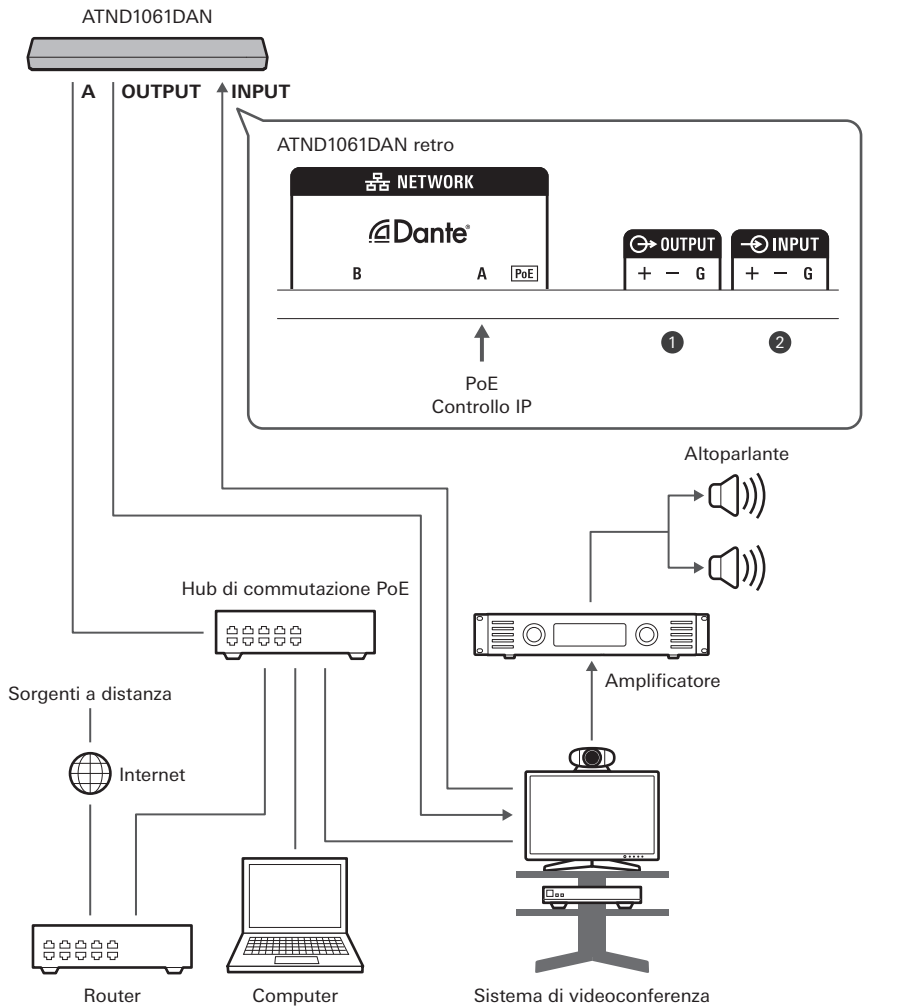 ATND1061DAN
A OUTPUT INPUT
ATND1061DAN retro
NETWORK
Dante®
B A PoE
OUTPUT INPUT
+ − G + − G
1 2
PoE
Controllo IP
Altoparlante
Hub di commutazione PoE
Amplificatore
Sorgenti a distanza
Internet
Router Computer Sistema di videoconferenza